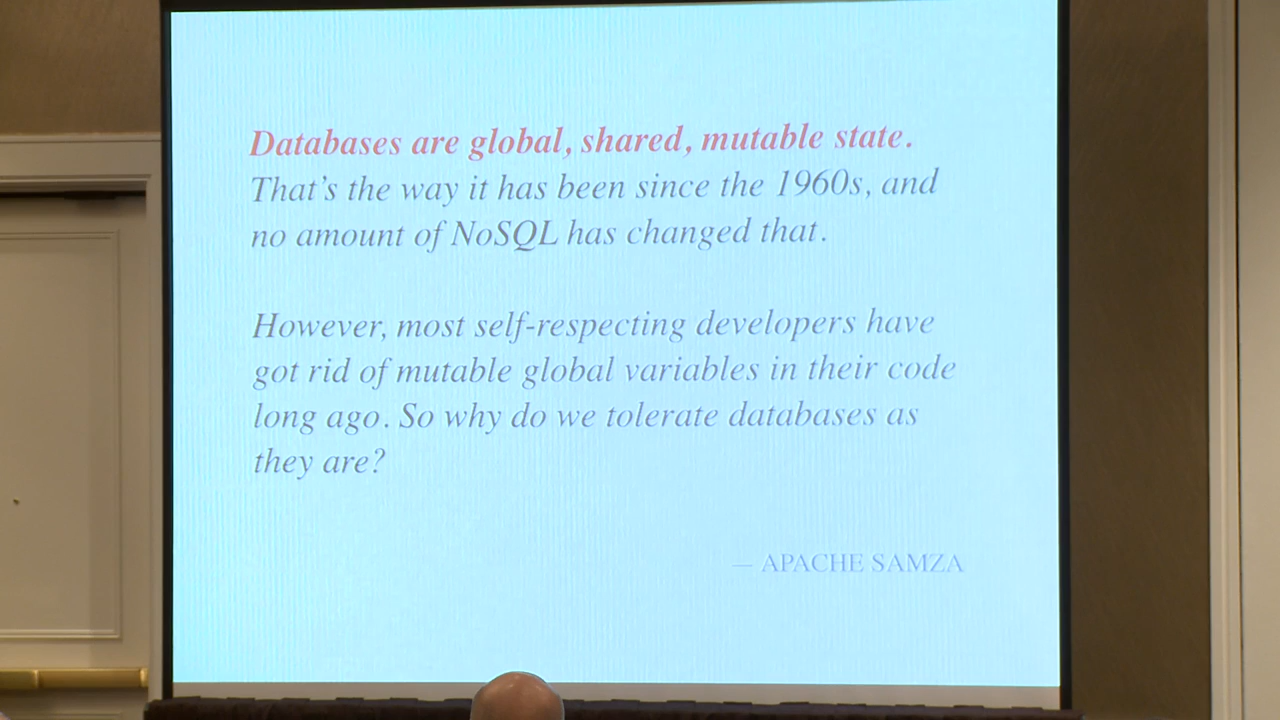 Databases are global, shared, mutable state.
That's the way it has been since the 1960s, and
no amount of NoSQL has changed that.
However, most self-respecting developers have
got rid of mutable global variables in their code
long ago. So why do we tolerate databases as
they are?
— APACHE SAMZA